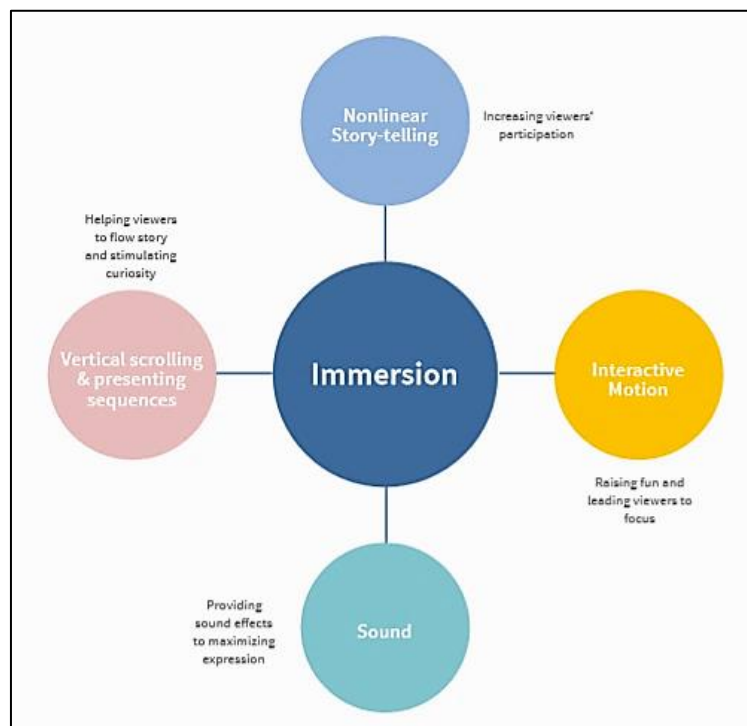 Nonlinear
Story-telling
Increasing viewers'
participation
Helping viewers
to flow story
and stimulating
curiosity
Vertical scrolling
& presenting
sequences
Immersion
Interactive
Motion
Raising fun and
leading viewers to
focus
Providing
sound effects
to maximizing
expression
Sound